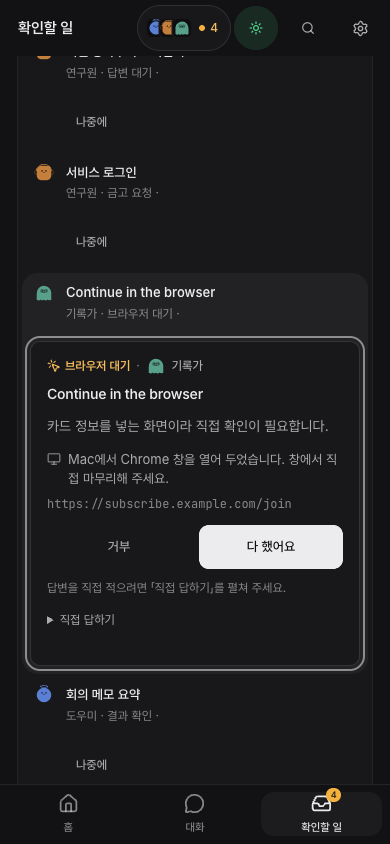 확인할 일
4
연구원 · 답변 대기 ·
나중에
서비스 로그인
연구원 · 금고 요청 ·
나중에
Continue in the browser
기록가 · 브라우저 대기 ·
브라우저 대기 · 기록가
Continue in the browser
카드 정보를 넣는 화면이라 직접 확인이 필요합니다.
Mac에서 Chrome 창을 열어 두었습니다. 창에서 직
접 마무리해 주세요.
https://subscribe.example.com/join
거부
다 했어요
답변을 직접 적으려면 「직접 답하기」를 펼쳐 주세요.
▶ 직접 답하기
회의 메모 요약
도우미 · 결과 확인 ·
나중에
4
홈
대화
확인할 일